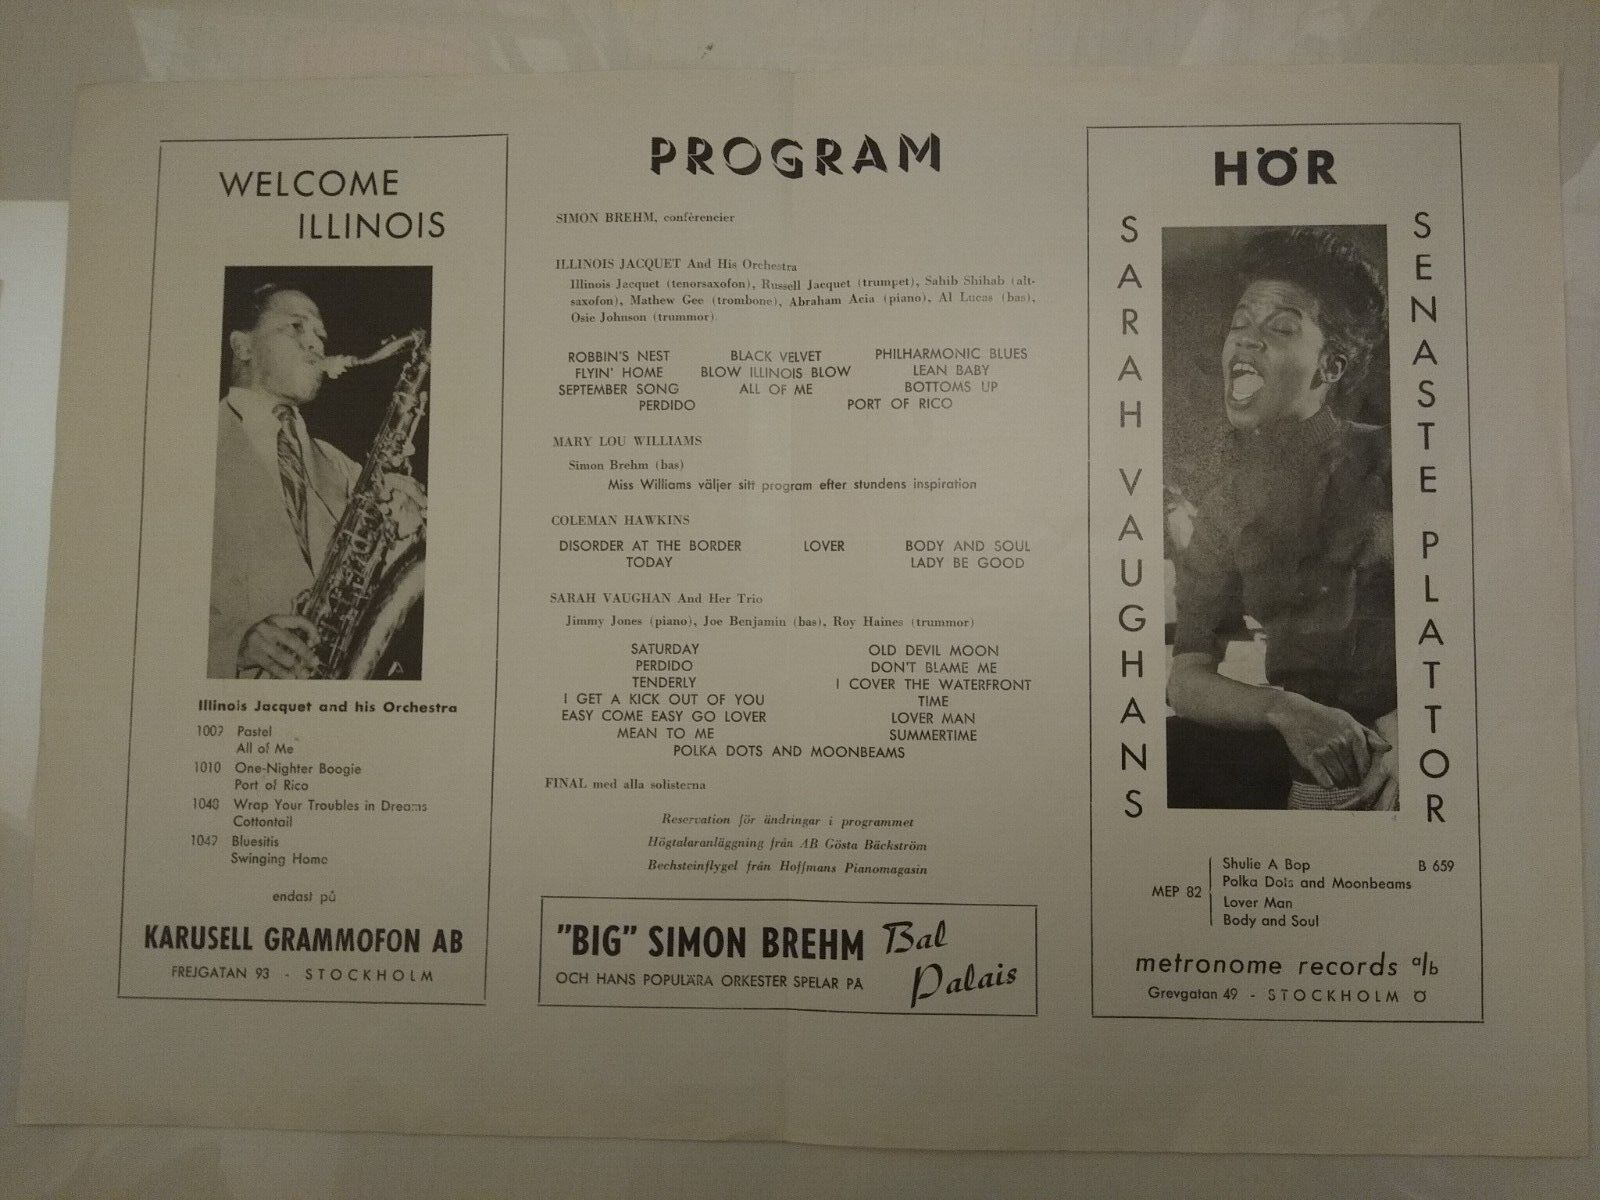 WELCOME
ILLINOIS
Illinois Jacquet and his Orchestra
1007 Pastel
All of Me
1010 One-Nighter Boogie
Port of Rico
1040 Wrap Your Troubles in Dreams
Cottontail
1047 Bluesitis
Swinging Home
endast på
KARUSELL GRAMMOFON AB
FREJGATAN 93 - STOCKHOLM
PROGRAM
SIMON BREHM, confèrencier
ILLINOIS JACQUET And His Orchestra
Illinois Jacquet (tenorsaxofon), Russell Jacquet (trumpet), Sahib Shihab (alt-
saxofon), Mathew Gee (trombone), Abraham Acia (piano), Al Lucas (bas),
Osie Johnson (trummor).
ROBBIN'S NEST BLACK VELVET PHILHARMONIC BLUES
FLYIN' HOME BLOW ILLINOIS BLOW LEAN BABY
SEPTEMBER SONG ALL OF ME BOTTOMS UP
PERDIDO PORT OF RICO
MARY LOU WILLIAMS
Simon Brehm (bas)
Miss Williams väljer sitt program efter stundens inspiration
COLEMAN HAWKINS
DISORDER AT THE BORDER LOVER BODY AND SOUL
TODAY LADY BE GOOD
SARAH VAUGHAN And Her Trio
Jimmy Jones (piano), Joe Benjamin (bas), Roy Haines (trummor)
SATURDAY OLD DEVIL MOON
PERDIDO DON'T BLAME ME
TENDERLY I COVER THE WATERFRONT
I GET A KICK OUT OF YOU TIME
EASY COME EASY GO LOVER LOVER MAN
MEAN TO ME SUMMERTIME
POLKA DOTS AND MOONBEAMS
FINAL med alla solisterna
Reservation för ändringar i programmet
Högtalaranläggning från AB Gösta Bäckström
Bechsteinflygel från Hoffmans Pianomagasin
"BIG" SIMON BREHM Bal
OCH HANS POPULÄRA ORKESTER SPELAR PÅ Palais
HÖR
SARAH VAUGHANS
SENASTE PLATTOR
Shulie A Bop B 659
Polka Dots and Moonbeams
MEP 82
Lover Man
Body and Soul
metronome records a/b
Grevgatan 49 - STOCKHOLM Ö